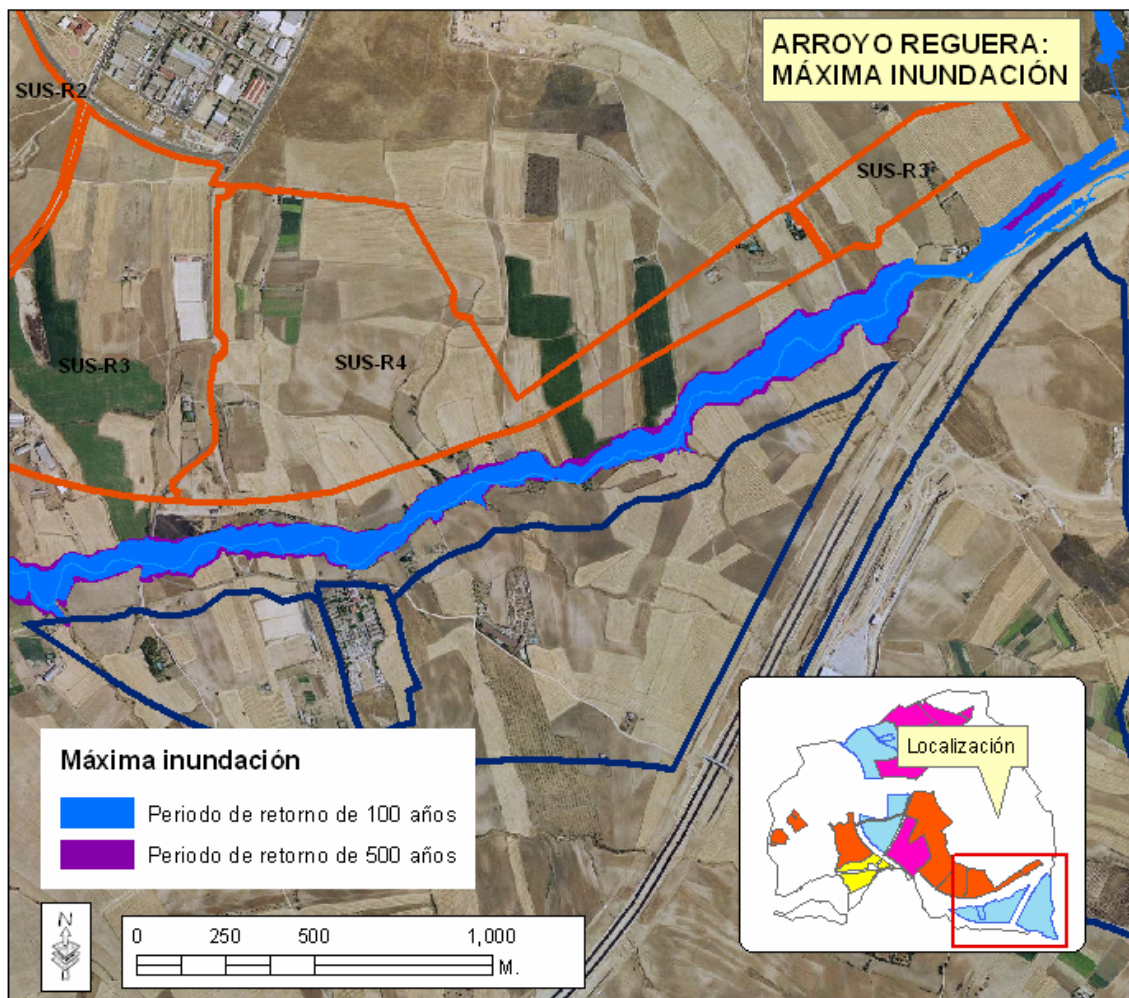 ARROYO REGUERA:
MÁXIMA INUNDACIÓN
SUS-R2
SUS-R3
SUS-R3
SUS-R4
Localización
Máxima inundación
Periodo de retorno de 100 años
Periodo de retorno de 500 años
N
0 250 500 1,000
M.